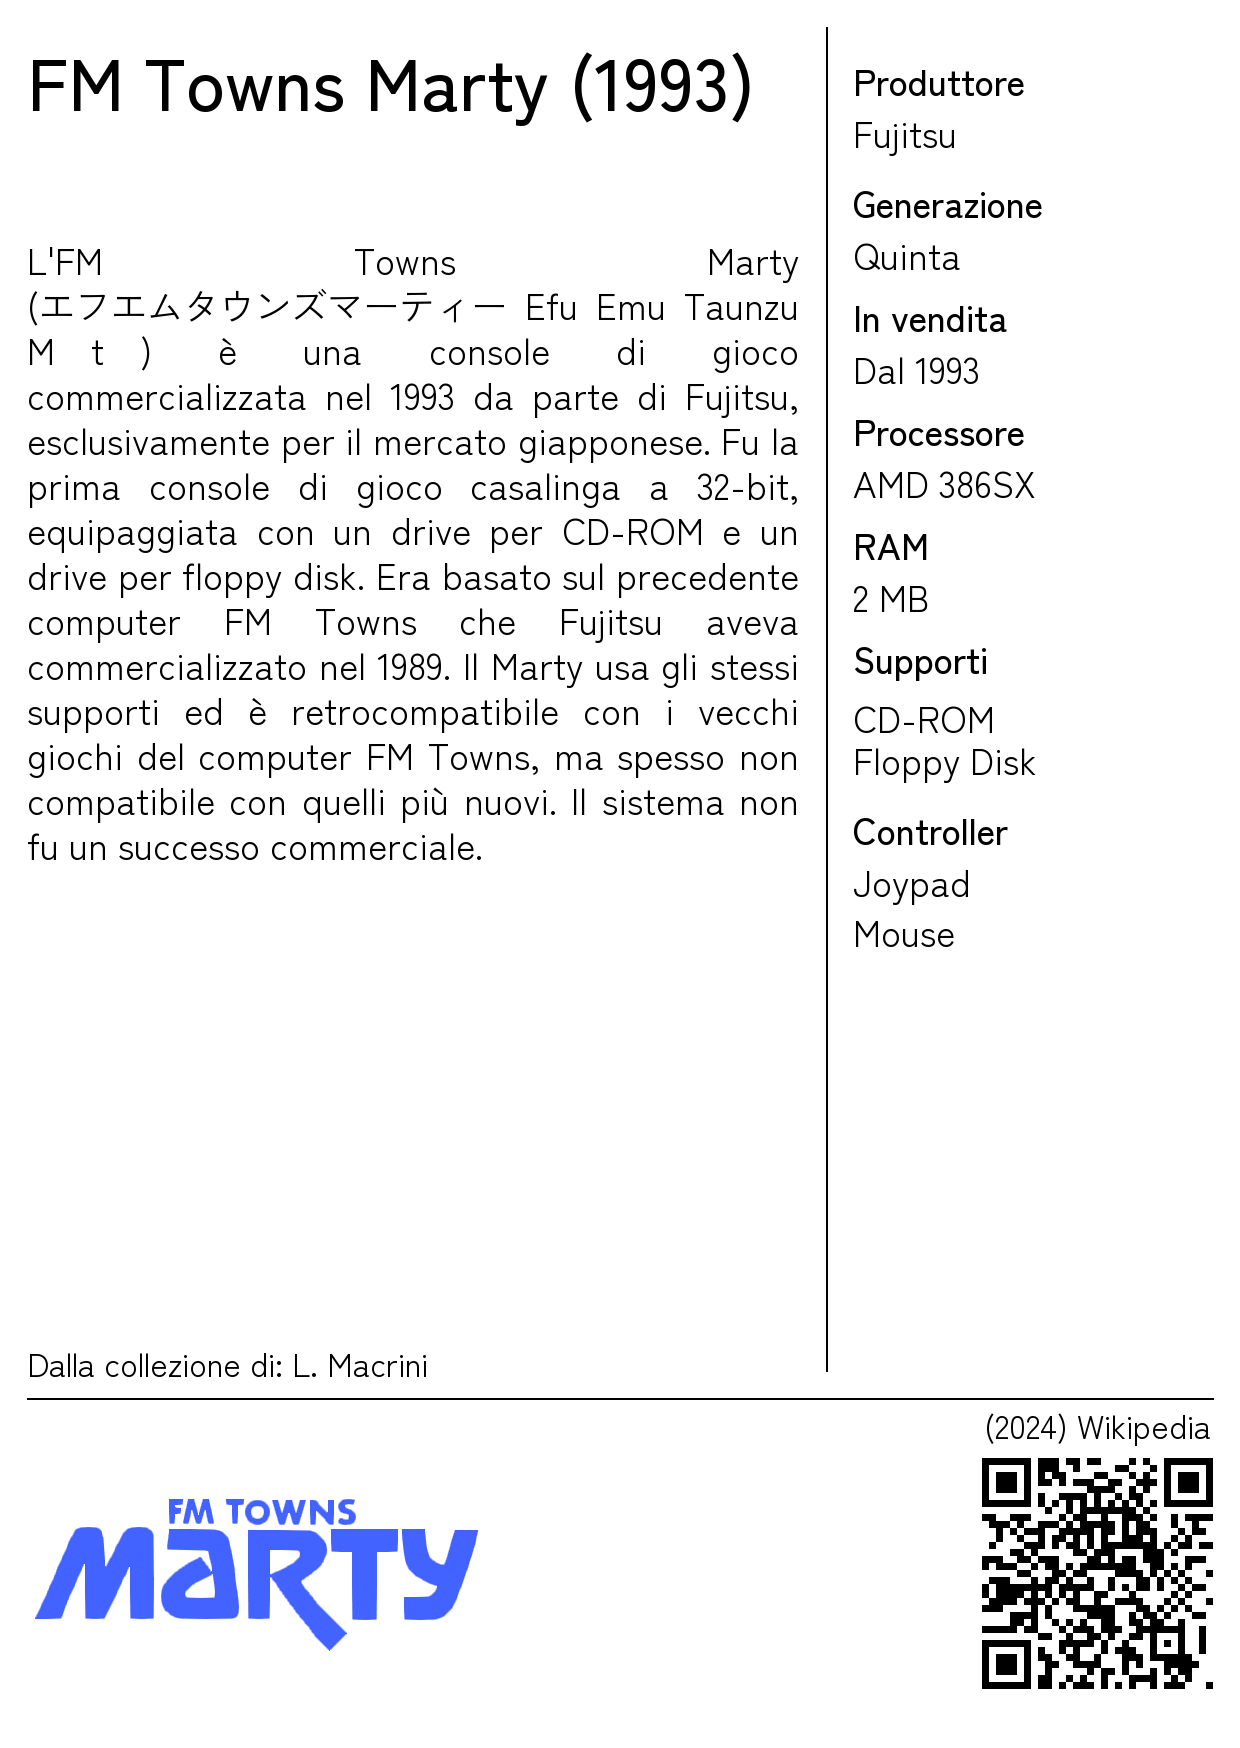 FM Towns Marty (1993)
L'FM Towns Marty
(エフエムタウンズマーティー Efu Emu Taunzu
M t ) è una console di gioco
commercializzata nel 1993 da parte di Fujitsu,
esclusivamente per il mercato giapponese. Fu la
prima console di gioco casalinga a 32-bit,
equipaggiata con un drive per CD-ROM e un
drive per floppy disk. Era basato sul precedente
computer FM Towns che Fujitsu aveva
commercializzato nel 1989. Il Marty usa gli stessi
supporti ed è retrocompatibile con i vecchi
giochi del computer FM Towns, ma spesso non
compatibile con quelli più nuovi. Il sistema non
fu un successo commerciale.
Dalla collezione di: L. Macrini
Produttore
Fujitsu
Generazione
Quinta
In vendita
Dal 1993
Processore
AMD 386SX
RAM
2 MB
Supporti
CD-ROM
Floppy Disk
Controller
Joypad
Mouse
(2024) Wikipedia
FM TOWNS
MaRTY